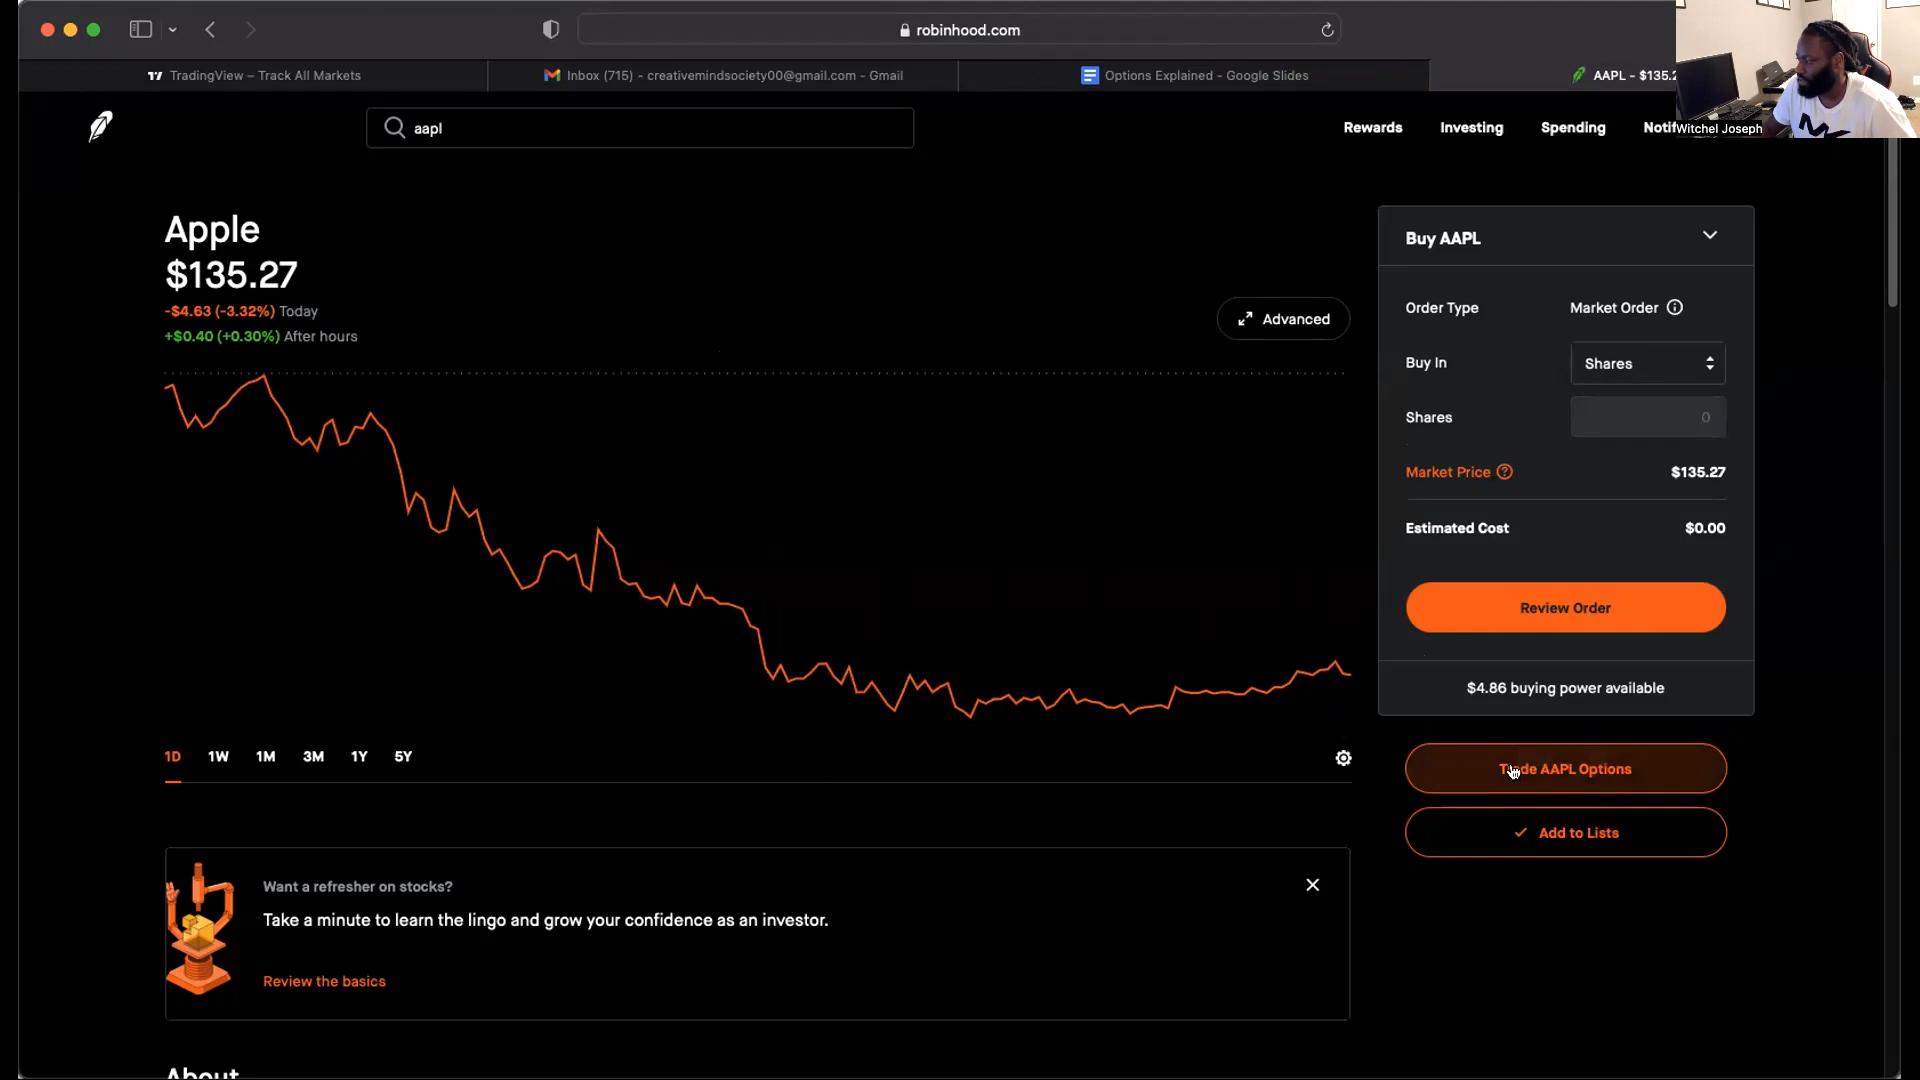 robinhood.com
TradingView – Track All Markets
Inbox (715) - creativemindsociety00@gmail.com - Gmail
Options Explained - Google Slides
AAPL - $135.2
aapl
Rewards
Investing
Spending
Notif
Witchel Joseph
Apple
$135.27
-$4.63 (-3.32%) Today
+$0.40 (+0.30%) After hours
Advanced
1D 1W 1M 3M 1Y 5Y
Want a refresher on stocks?
Take a minute to learn the lingo and grow your confidence as an investor.
Review the basics
About
Buy AAPL
Order Type Market Order
Buy In Shares
Shares 0
Market Price $135.27
Estimated Cost $0.00
Review Order
$4.86 buying power available
Trade AAPL Options
Add to Lists